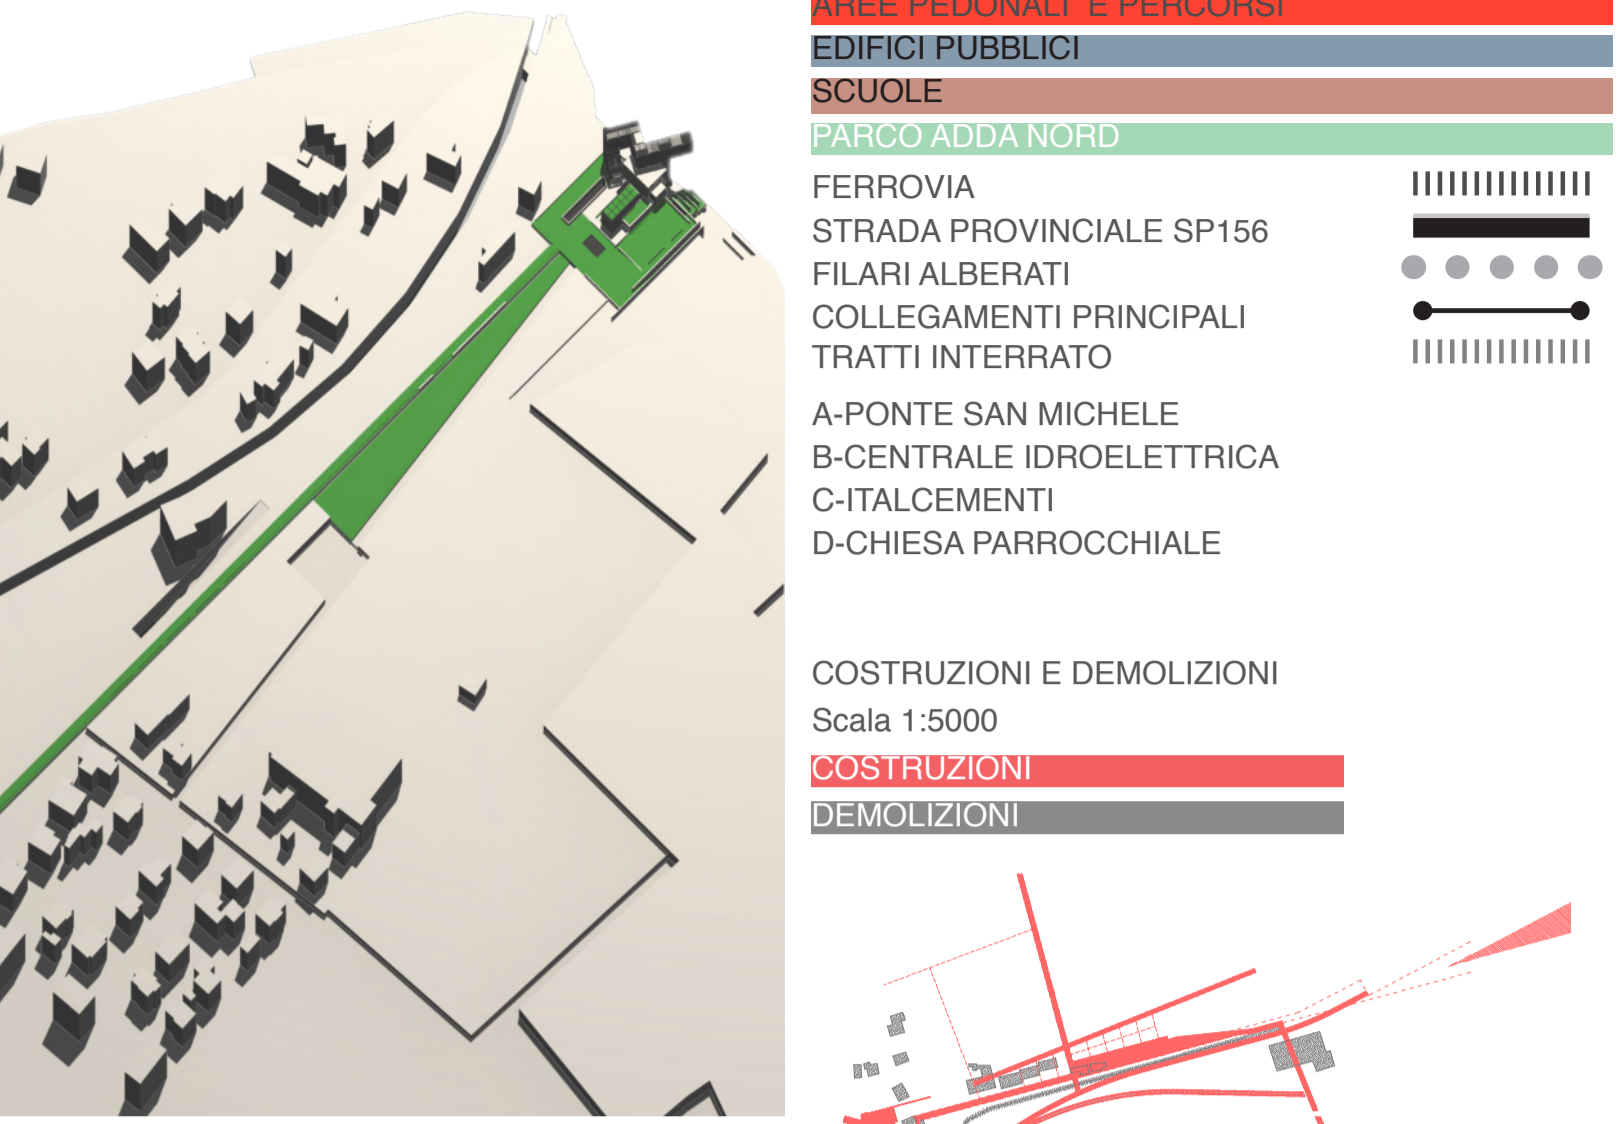 AREE PEDONALI E PERCORSI
EDIFICI PUBBLICI
SCUOLE
PARCO ADDA NORD
FERROVIA
STRADA PROVINCIALE SP156
FILARI ALBERATI
COLLEGAMENTI PRINCIPALI
TRATTI INTERRATO
A-PONTE SAN MICHELE
B-CENTRALE IDROELETTRICA
C-ITALCEMENTI
D-CHIESA PARROCCHIALE
COSTRUZIONI E DEMOLIZIONI
Scala 1:5000
COSTRUZIONI
DEMOLIZIONI